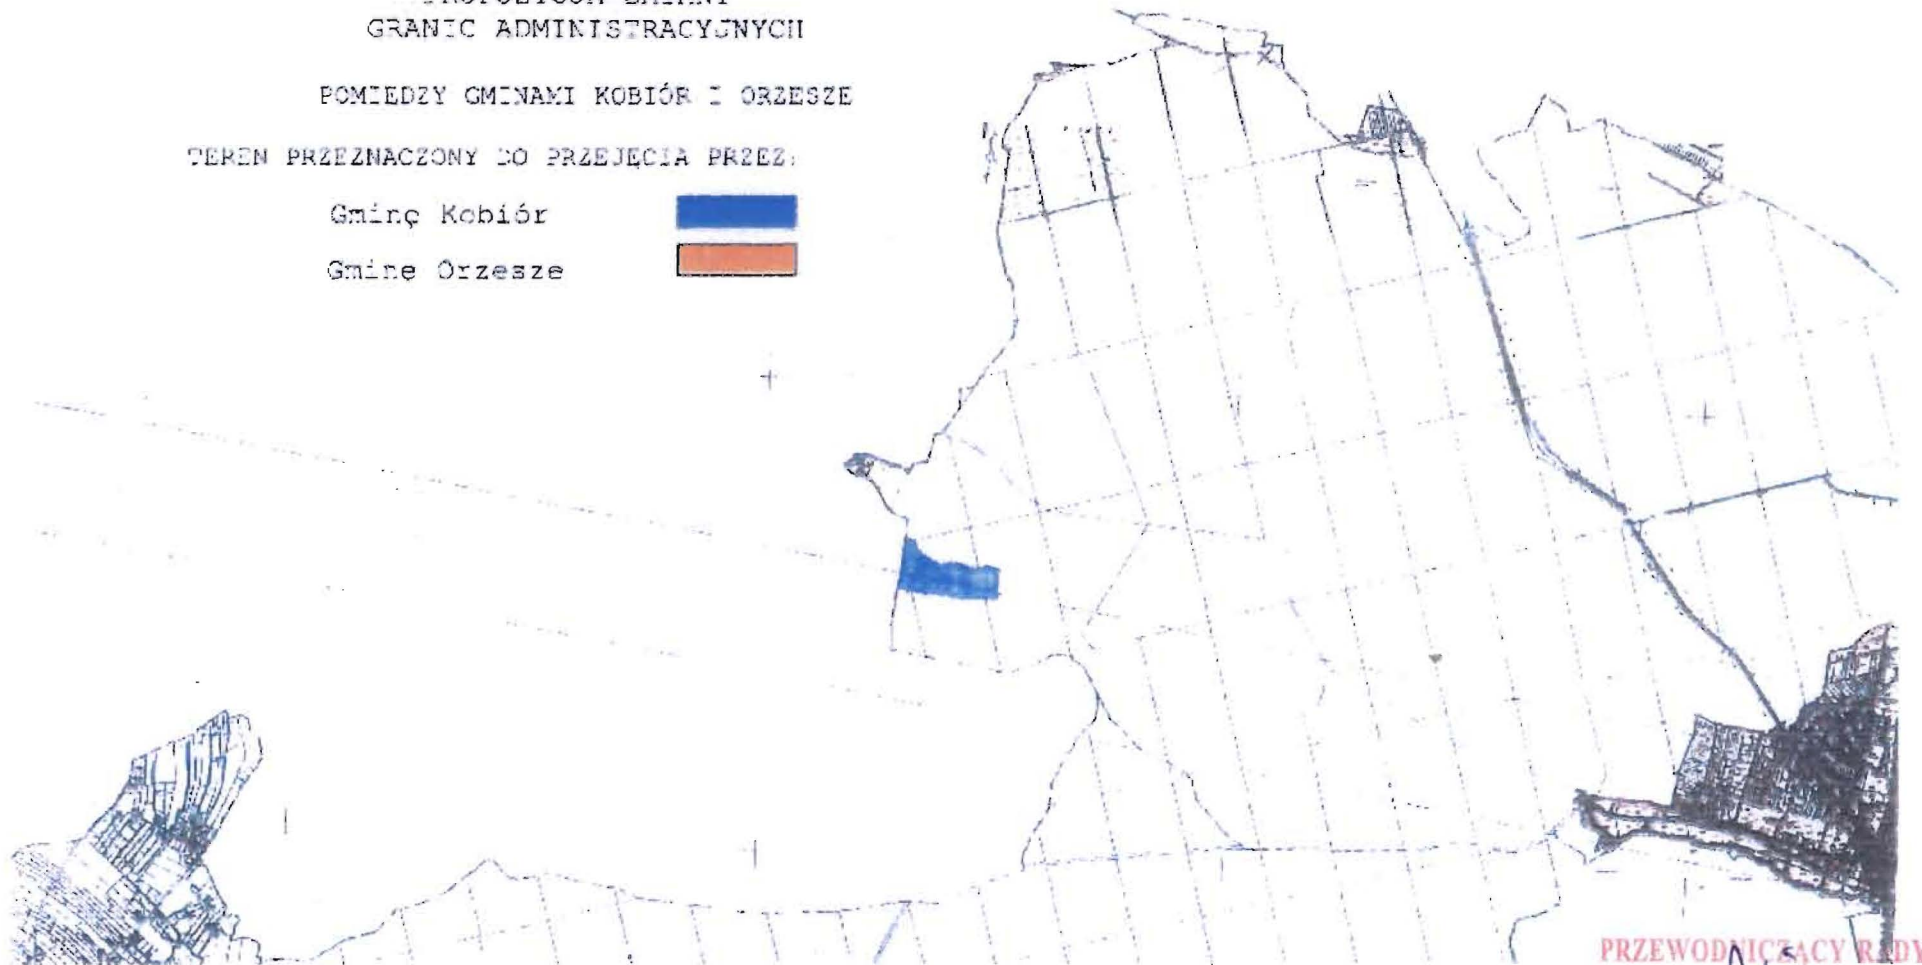 GRANIC ADMINISTRACYJNYCH
POMIEDZY GMINAMI KOBIÓR I ORZESZE
TEREN PRZEZNACZONY DO PRZEJĘCIA PRZEZ:
Gminę Kobiór
Gminę Orzesze
PRZEWODNICZĄCY RADY